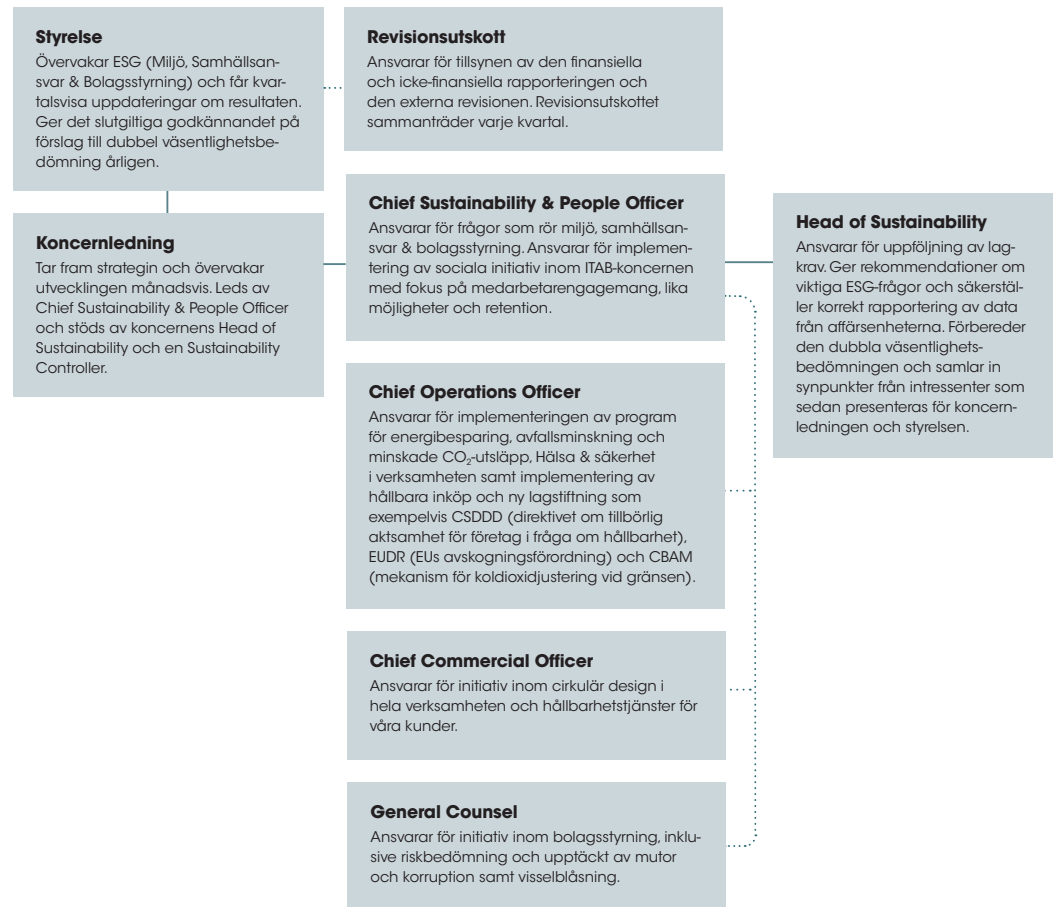 Styrelse
Övervakar ESG (Miljö, Samhällsan-
svar & Bolagsstyrning) och får kvar-
talsvisa uppdateringar om resultaten.
Ger det slutgiltiga godkännandet på
förslag till dubbel väsentlighetsbe-
dömning årligen.
Revisionsutskott
Ansvarar för tillsynen av den finansiella
och icke-finansiella rapporteringen och
den externa revisionen. Revisionsutskottet
sammanträder varje kvartal.
Koncernledning
Tar fram strategin och övervakar
utvecklingen månadsvis. Leds av
Chief Sustainability & People Officer
och stöds av koncernens Head of
Sustainability och en Sustainability
Controller.
Chief Sustainability & People Officer
Ansvarar för frågor som rör miljö, samhällsan-
svar & bolagsstyrning. Ansvarar för implemen-
tering av sociala initiativ inom ITAB-koncernen
med fokus på medarbetarengagemang, lika
möjligheter och retention.
Head of Sustainability
Ansvarar för uppföljning av lag-
krav. Ger rekommendationer om
viktiga ESG-frågor och säkerstäl-
ler korrekt rapportering av data
från affärsenheterna. Förbereder
den dubbla väsentlighets-
bedömningen och samlar in
synpunkter från intressenter som
sedan presenteras för koncern-
ledningen och styrelsen.
Chief Operations Officer
Ansvarar för implementeringen av program
för energibesparing, avfallsminskning och
minskade CO₂-utsläpp, Hälsa & säkerhet
i verksamheten samt implementering av
hållbara inköp och ny lagstiftning som
exempelvis CSDDD (direktivet om tillbörlig
aktsamhet för företag i fråga om hållbarhet),
EUDR (EUs avskogningsförordning) och CBAM
(mekanism för koldioxidjustering vid gränsen).
Chief Commercial Officer
Ansvarar för initiativ inom cirkulär design i
hela verksamheten och hållbarhetstjänster för
våra kunder.
General Counsel
Ansvarar för initiativ inom bolagsstyrning, inklu-
sive riskbedömning och upptäckt av mutor
och korruption samt visselblåsning.